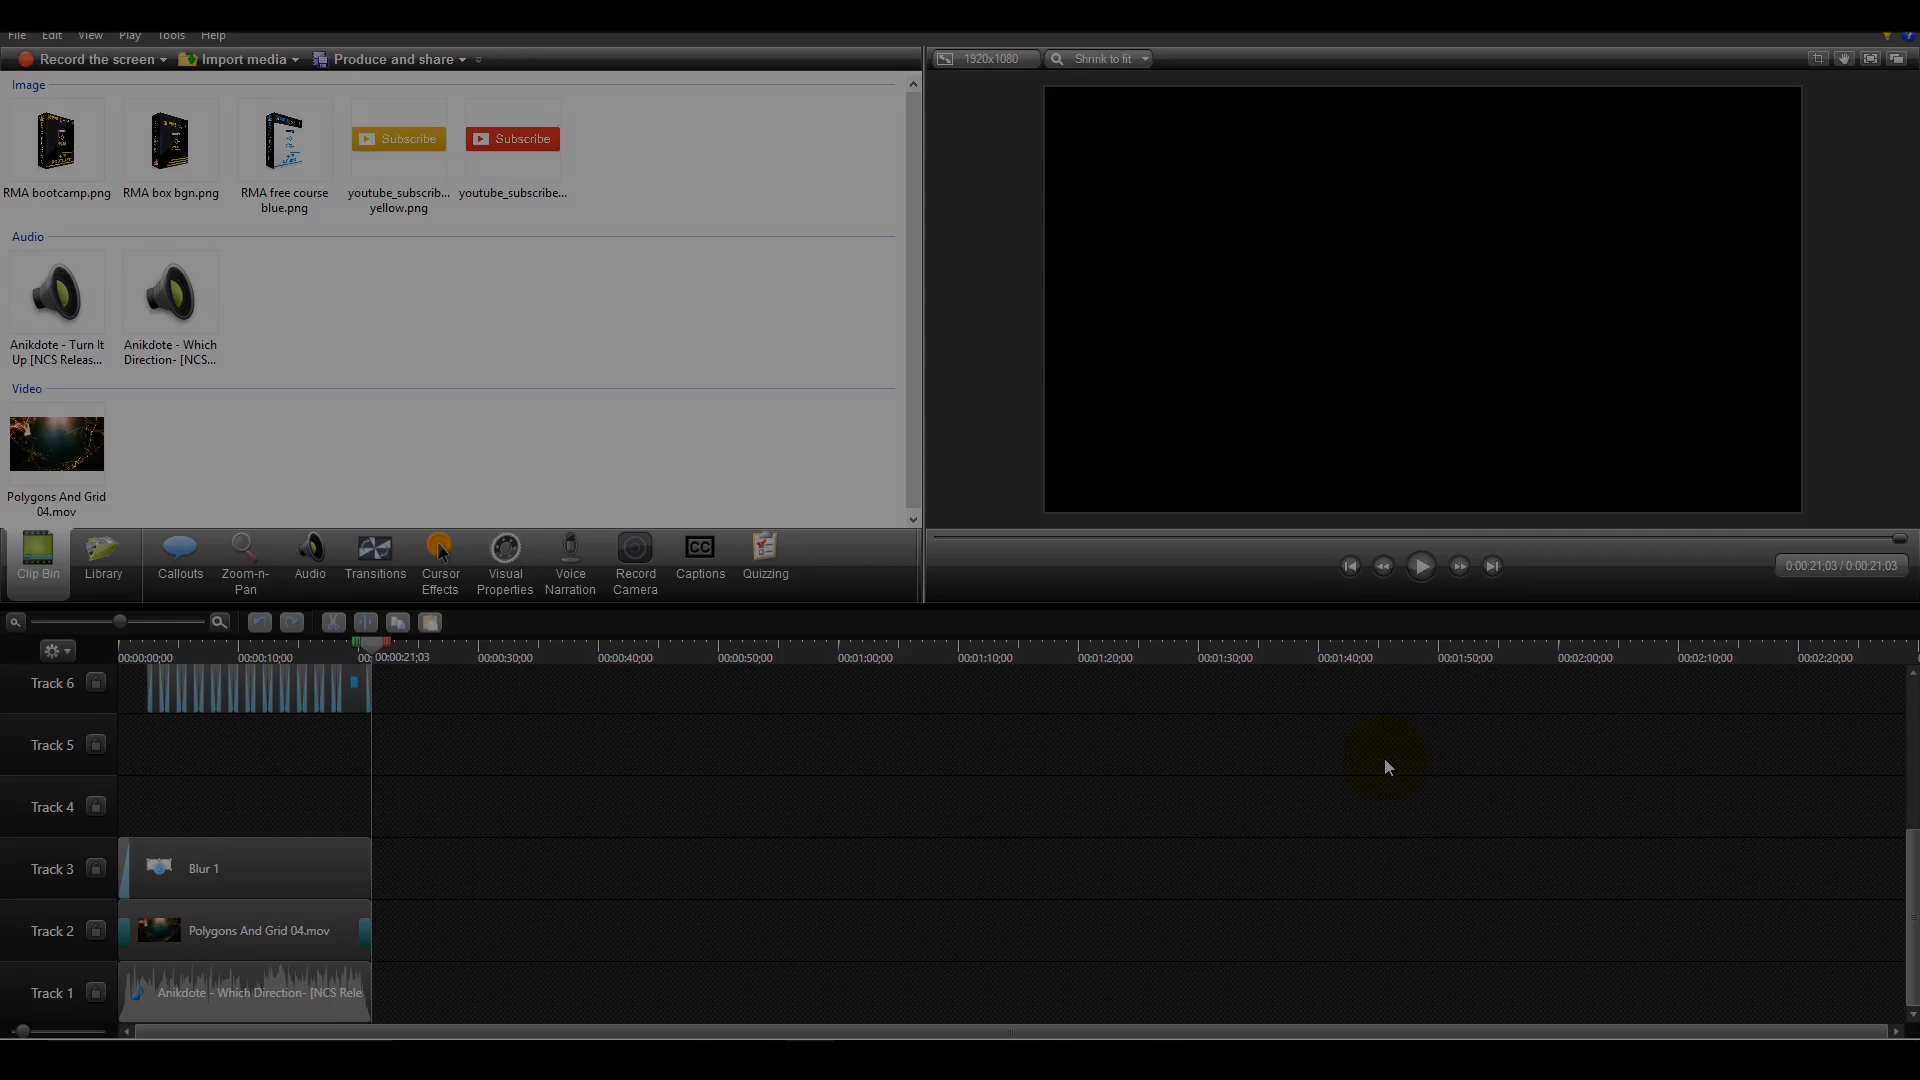 File Edit View Play Tools Help
Record the screen Import media Produce and share
1920x1080 Shrink to fit
Image
Subscribe Subscribe
RMA bootcamp.png RMA box bgn.png RMA free course blue.png youtube_subscrib... yellow.png youtube_subscribe...
Audio
Anikdote - Turn It Up [NCS Releas... Anikdote - Which Direction- [NCS...
Video
Polygons And Grid 04.mov
Clip Bin Library Callouts Zoom-n-Pan Audio Transitions Cursor Effects Visual Properties Voice Narration Record Camera CC Captions Quizzing
0:00:21;03 / 0:00:21;03
00:00:00;00 00:00:10;00 00: 00:00:21;03 00:00:30;00 00:00:40;00 00:00:50;00 00:01:00;00 00:01:10;00 00:01:20;00 00:01:30;00 00:01:40;00 00:01:50;00 00:02:00;00 00:02:10;00 00:02:20;00
Track 6
Track 5
Track 4
Track 3 Blur 1
Track 2 Polygons And Grid 04.mov
Track 1 Anikdote - Which Direction- [NCS Rele